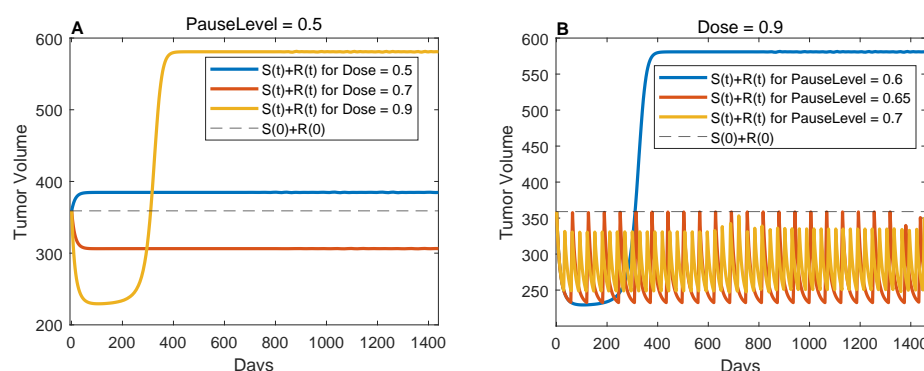 A
PauseLevel = 0.5
600
500
400
300
200
Tumor Volume
S(t)+R(t) for Dose = 0.5
S(t)+R(t) for Dose = 0.7
S(t)+R(t) for Dose = 0.9
S(0)+R(0)
0 200 400 600 800 1000 1200 1400
Days
B
Dose = 0.9
600
550
500
450
400
350
300
250
Tumor Volume
S(t)+R(t) for PauseLevel = 0.6
S(t)+R(t) for PauseLevel = 0.65
S(t)+R(t) for PauseLevel = 0.7
S(0)+R(0)
0 200 400 600 800 1000 1200 1400
Days